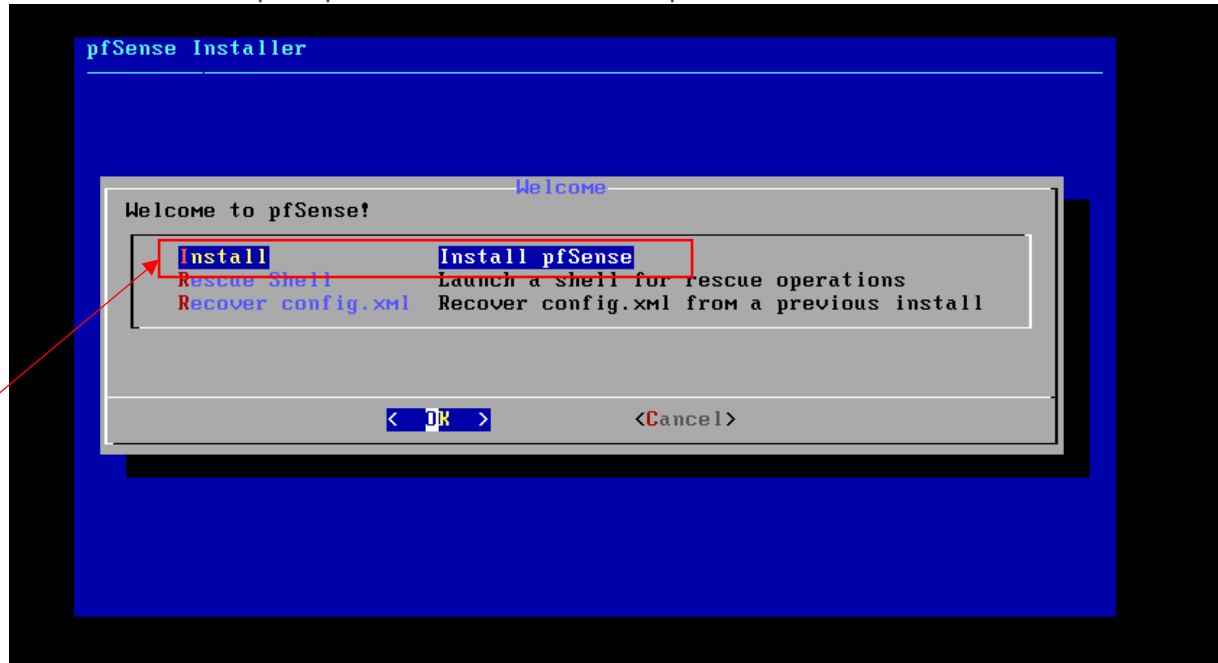 pfSense Installer
Welcome
Welcome to pfSense!
Install Install pfSense
Rescue Shell Launch a shell for rescue operations
Recover config.xml Recover config.xml from a previous install
< OK > <Cancel>